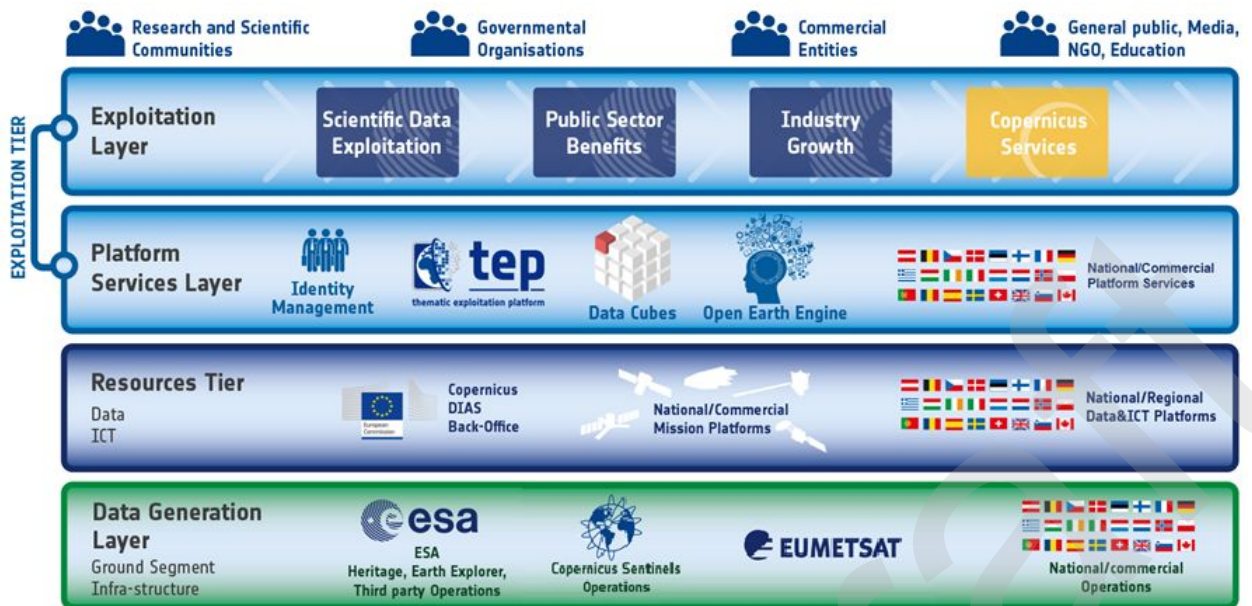 Research and Scientific
Communities
Governmental
Organisations
Commercial
Entities
General public, Media,
NGO, Education
EXPLOITATION TIER
Exploitation
Layer
Scientific Data
Exploitation
Public Sector
Benefits
Industry
Growth
Copernicus
Services
Platform
Services Layer
Identity
Management
tep
thematic exploitation platform
Data Cubes
Open Earth Engine
National/Commercial
Platform Services
Resources Tier
Data
ICT
European
Commission
Copernicus
DIAS
Back-Office
National/Commercial
Mission Platforms
National/Regional
Data&ICT Platforms
Data Generation
Layer
Ground Segment
Infra-structure
esa
ESA
Heritage, Earth Explorer,
Third party Operations
Copernicus Sentinels
Operations
EUMETSAT
National/commercial
Operations